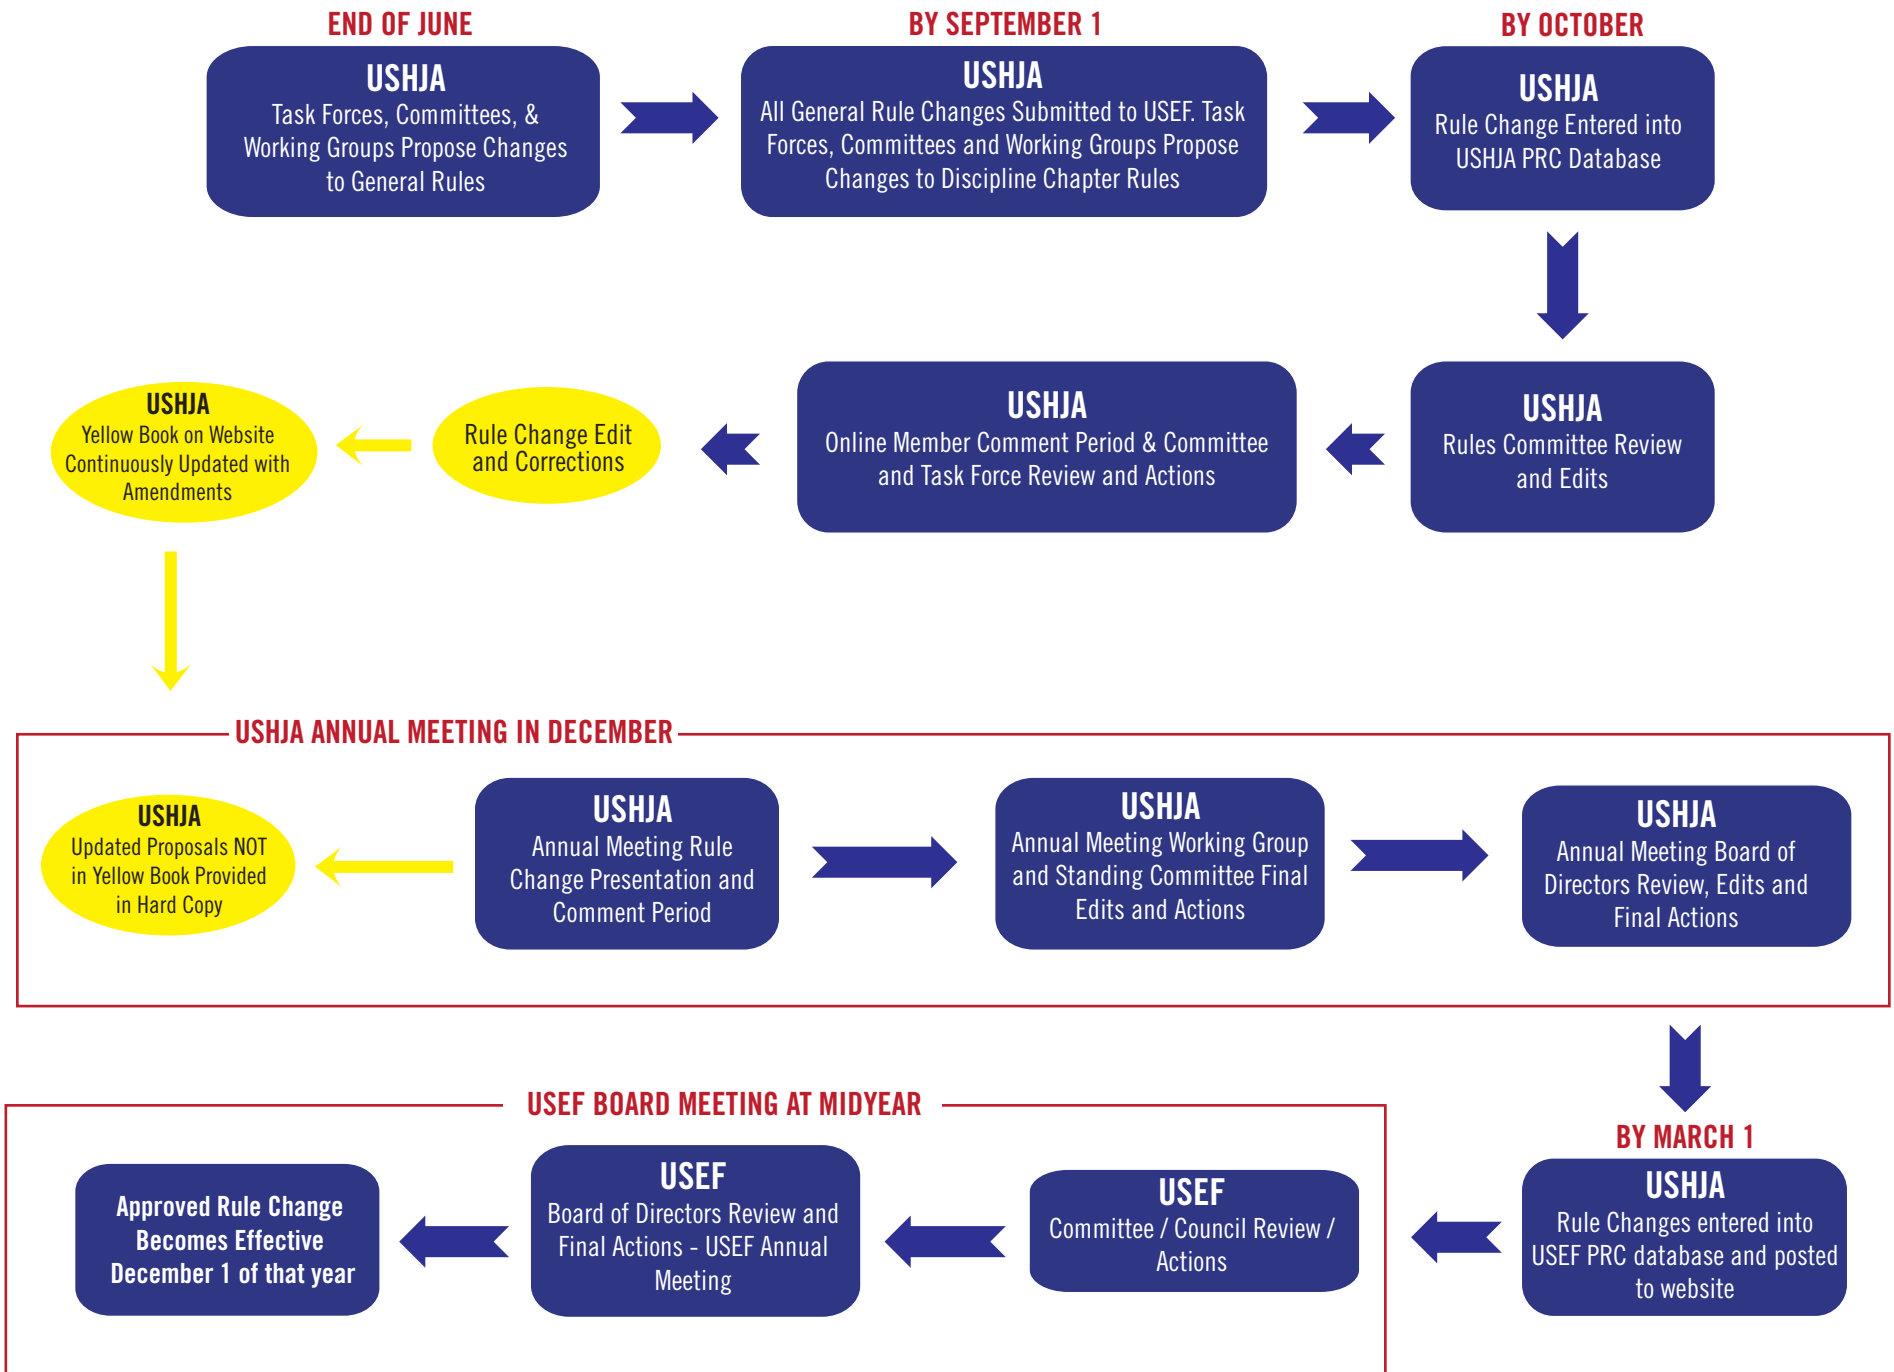 END OF JUNE
USHJA
Task Forces, Committees, &
Working Groups Propose Changes
to General Rules
BY SEPTEMBER 1
USHJA
All General Rule Changes Submitted to USEF. Task
Forces, Committees and Working Groups Propose
Changes to Discipline Chapter Rules
BY OCTOBER
USHJA
Rule Change Entered into
USHJA PRC Database
USHJA
Rules Committee Review
and Edits
USHJA
Online Member Comment Period & Committee
and Task Force Review and Actions
Rule Change Edit
and Corrections
USHJA
Yellow Book on Website
Continuously Updated with
Amendments
USHJA ANNUAL MEETING IN DECEMBER
USHJA
Updated Proposals NOT
in Yellow Book Provided
in Hard Copy
USHJA
Annual Meeting Rule
Change Presentation and
Comment Period
USHJA
Annual Meeting Working Group
and Standing Committee Final
Edits and Actions
USHJA
Annual Meeting Board of
Directors Review, Edits and
Final Actions
BY MARCH 1
USHJA
Rule Changes entered into
USEF PRC database and posted
to website
USEF BOARD MEETING AT MIDYEAR
USEF
Committee / Council Review /
Actions
USEF
Board of Directors Review and
Final Actions - USEF Annual
Meeting
Approved Rule Change
Becomes Effective
December 1 of that year